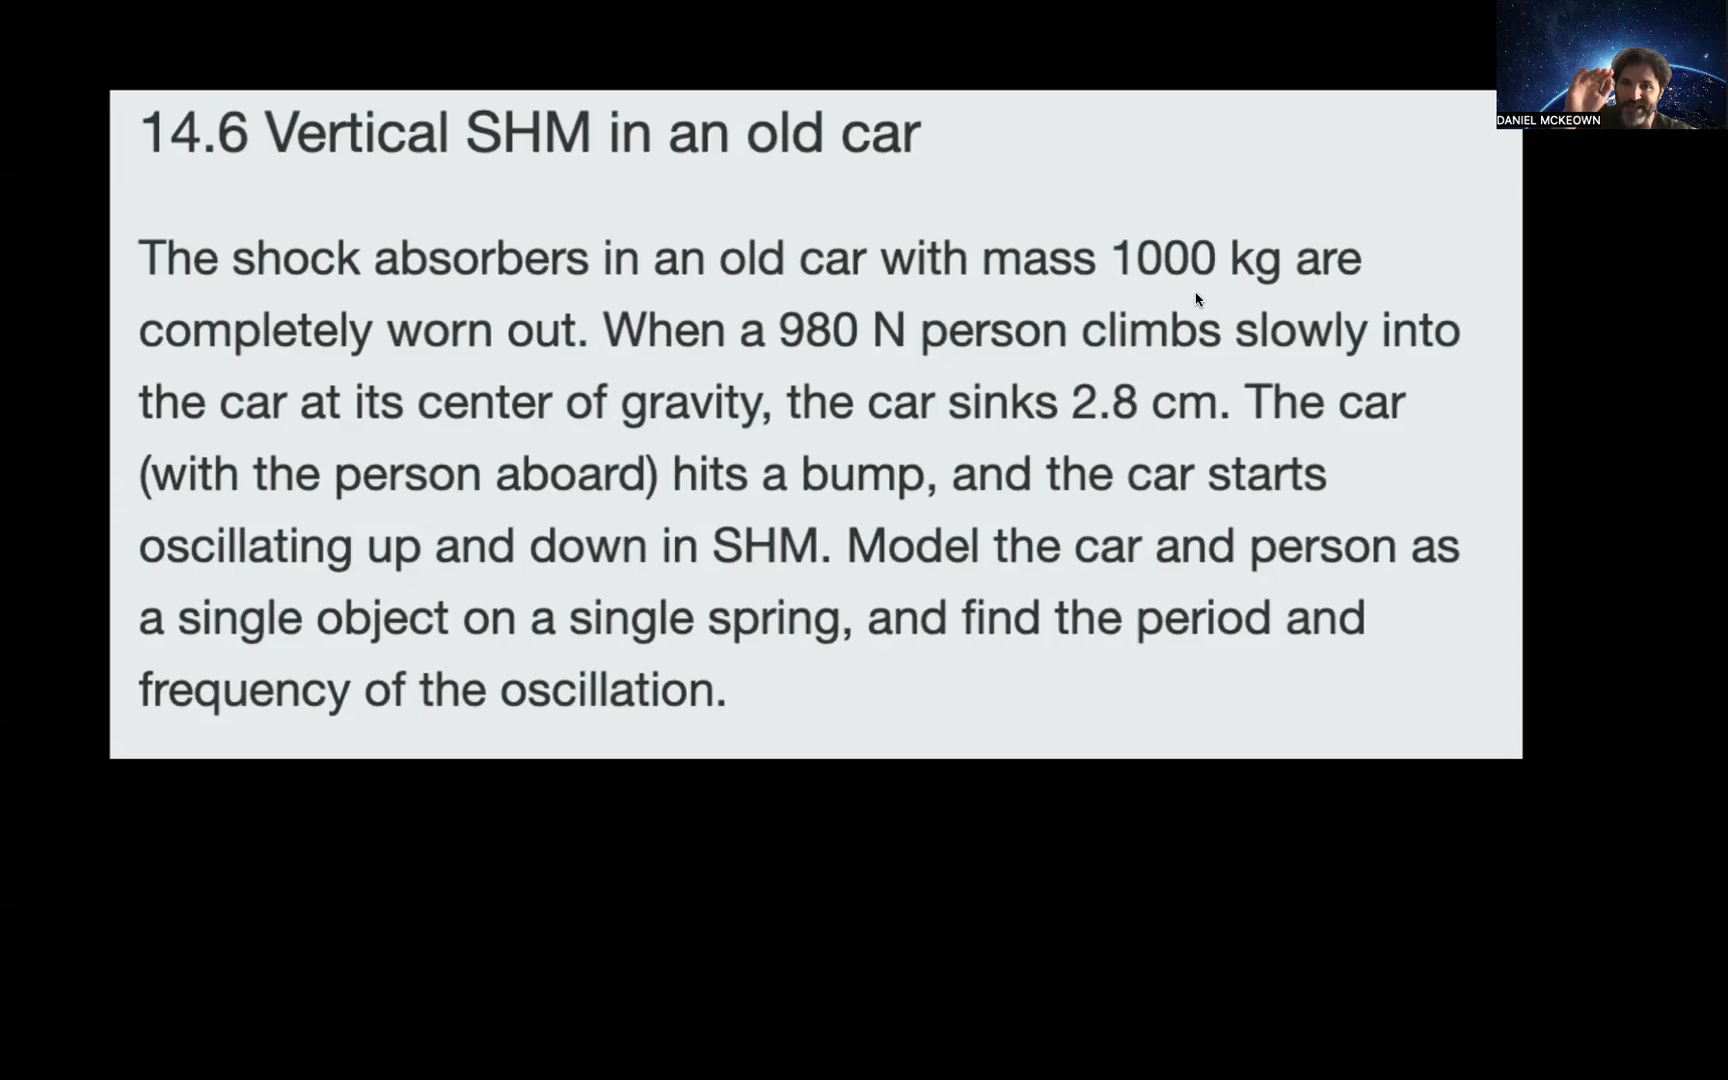 DANIEL MCKEOWN
14.6 Vertical SHM in an old car
The shock absorbers in an old car with mass 1000 kg are
completely worn out. When a 980 N person climbs slowly into
the car at its center of gravity, the car sinks 2.8 cm. The car
(with the person aboard) hits a bump, and the car starts
oscillating up and down in SHM. Model the car and person as
a single object on a single spring, and find the period and
frequency of the oscillation.